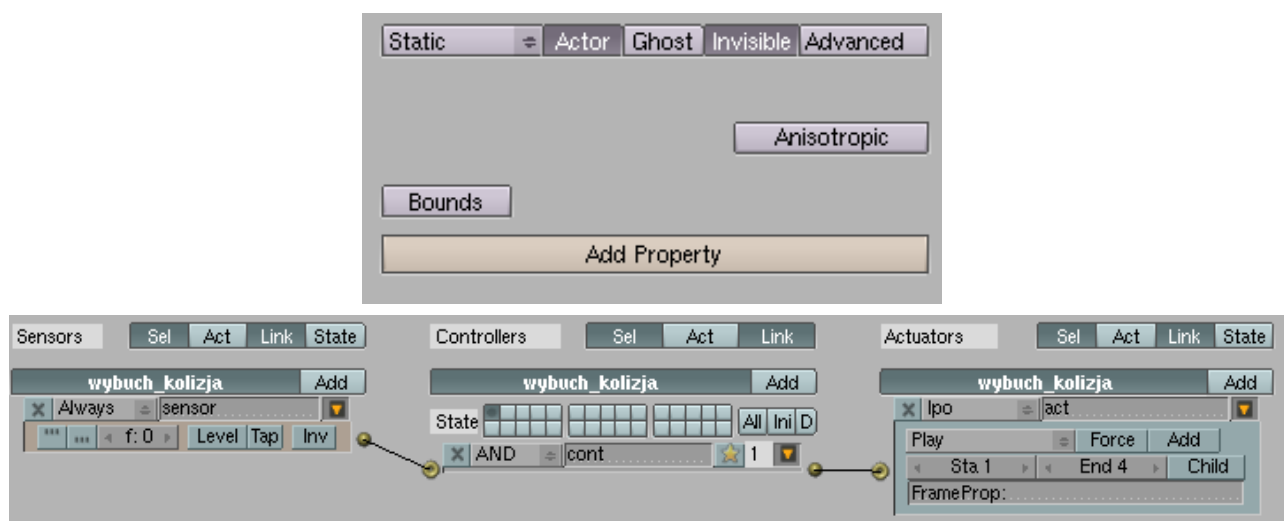 Static Actor Ghost Invisible Advanced
Anisotropic
Bounds
Add Property
Sensors Sel Act Link State Controllers Sel Act Link Actuators Sel Act Link State
wybuch_kolizja Add wybuch_kolizja Add wybuch_kolizja Add
X Always sensor State All Ini D X Ipo act
f: 0 Level Tap Inv X AND cont 1 Play Force Add
Sta 1 End 4 Child
FrameProp: